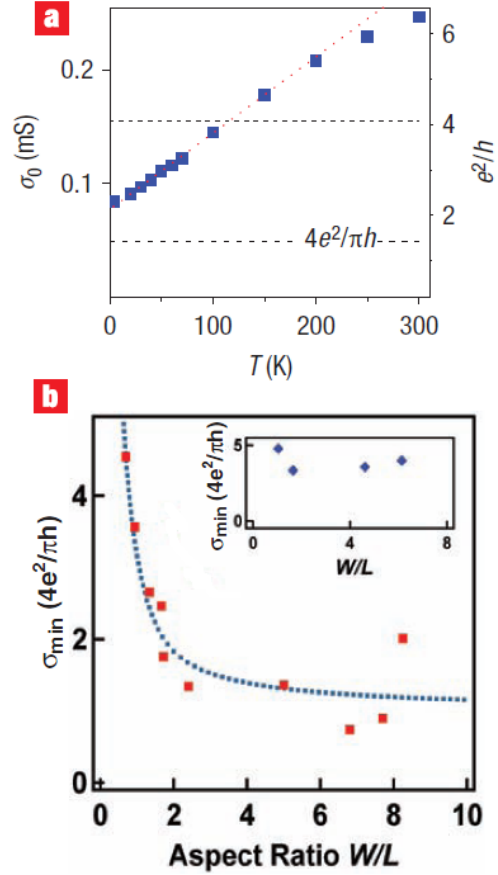 a
σ₀ (mS)
0.2
0.1
6
4
2
e²/h
4e²/πh
0 100 200 300
T (K)
b
σmin (4e²/πh)
4
2
0
σmin (4e²/πh)
5
0
0 4 8
W/L
0 2 4 6 8 10
Aspect Ratio W/L